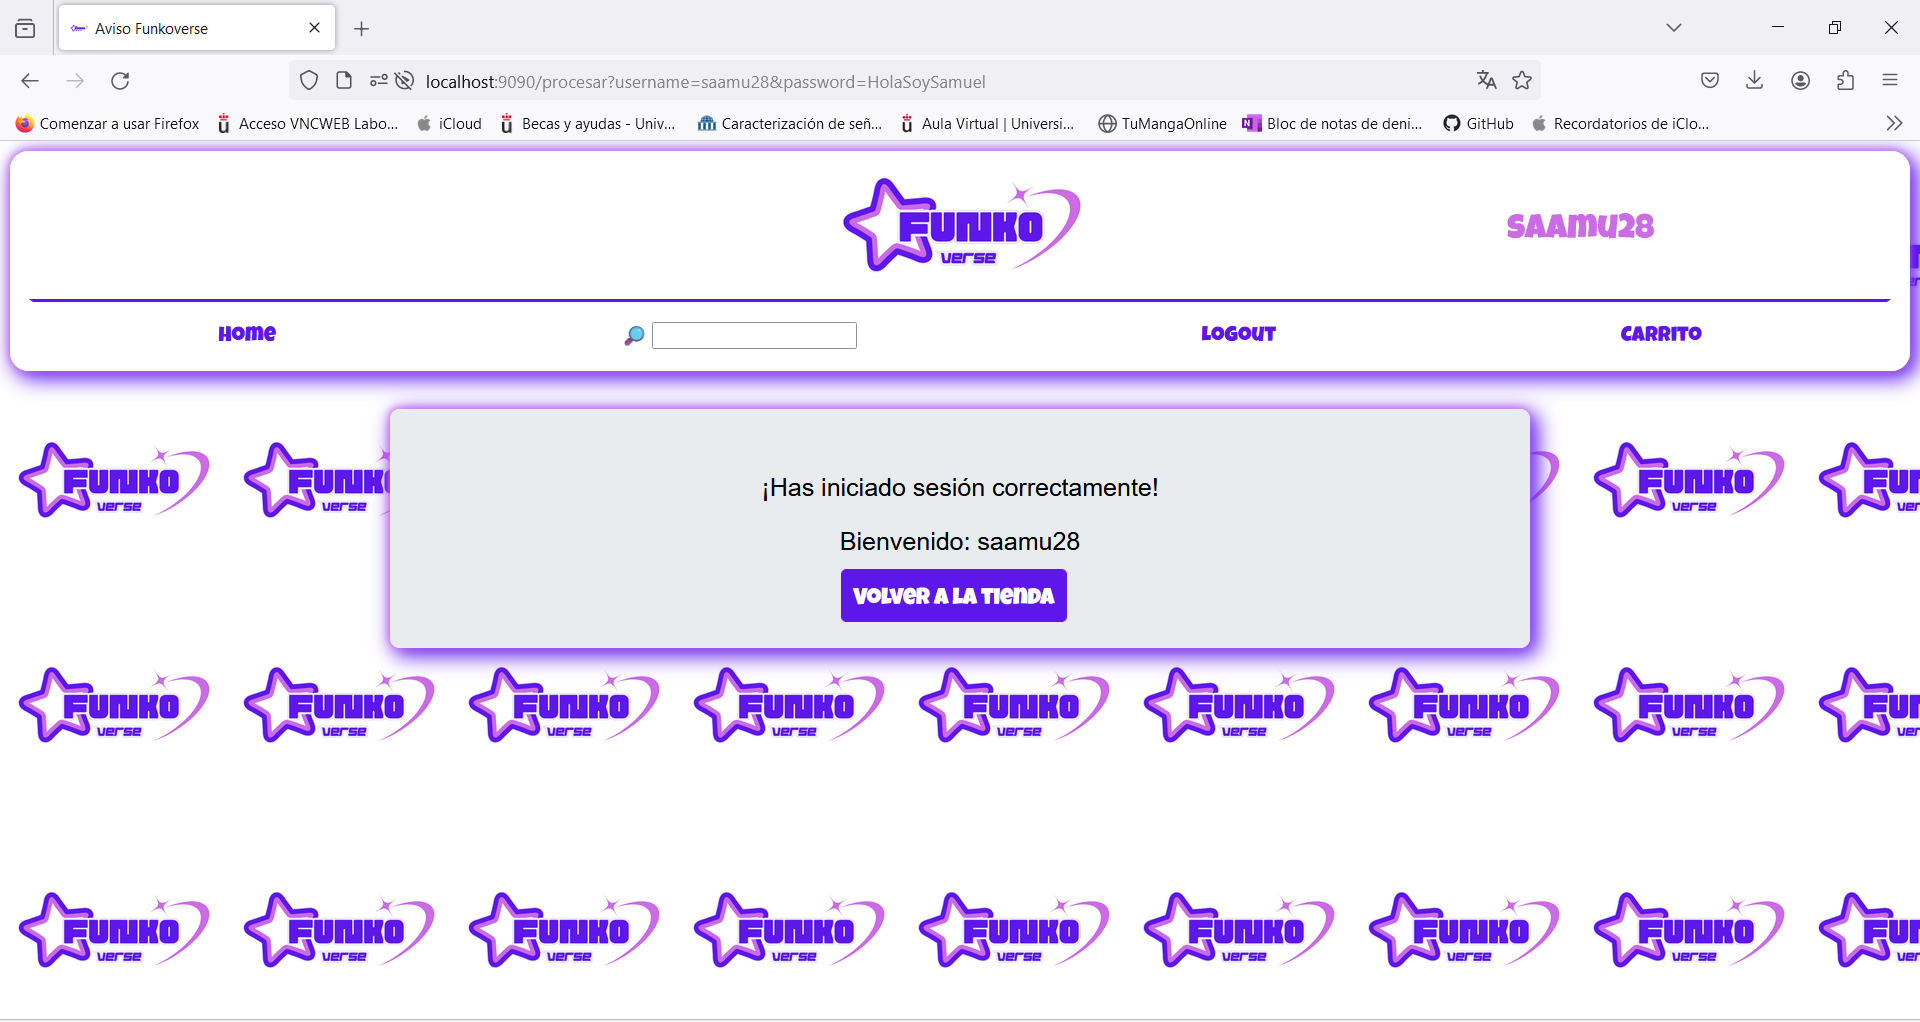 Aviso Funkoverse
localhost:9090/procesar?username=saamu28&password=HolaSoySamuel
Comenzar a usar Firefox
Acceso VNCWEB Labo...
iCloud
Becas y ayudas - Univ...
Caracterización de señ...
Aula Virtual | Universi...
TuMangaOnline
Bloc de notas de deni...
GitHub
Recordatorios de iClo...
FUNKO
verse
saamu28
Home
Logout
Carrito
¡Has iniciado sesión correctamente!
Bienvenido: saamu28
Volver a la tienda
FUNKO
verse
FUNK
verse
FUNKO
verse
FUN
ver
FUNKO
verse
FUNKO
verse
FUNKO
verse
FUNKO
verse
FUNKO
verse
FUNKO
verse
FUNKO
verse
FUNKO
verse
FUN
ver
FUNKO
verse
FUNKO
verse
FUNKO
verse
FUNKO
verse
FUNKO
verse
FUNKO
verse
FUNKO
verse
FUNKO
verse
FUN
ver